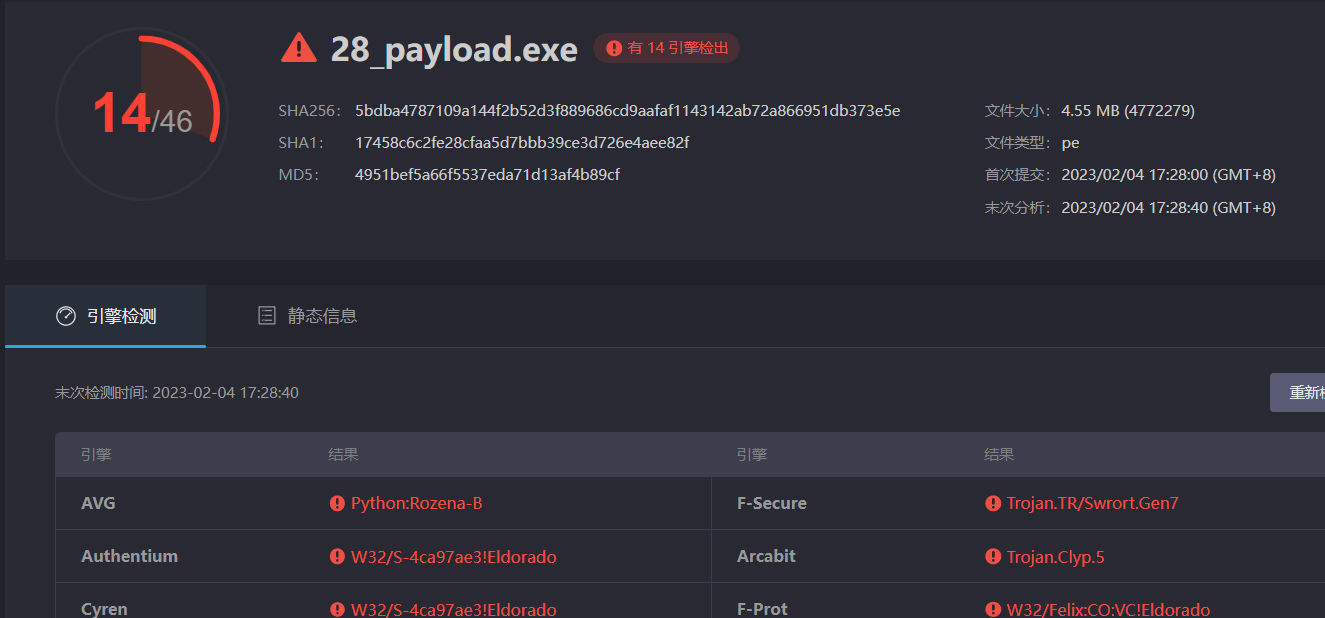 14/46
28_payload.exe 有 14 引擎检出
SHA256: 5bdba4787109a144f2b52d3f889686cd9aafaf1143142ab72a866951db373e5e 文件大小: 4.55 MB (4772279)
SHA1: 17458c6c2fe28cfaa5d7bbb39ce3d726e4aee82f 文件类型: pe
MD5: 4951bef5a66f5537eda71d13af4b89cf 首次提交: 2023/02/04 17:28:00 (GMT+8)
末次分析: 2023/02/04 17:28:40 (GMT+8)
引擎检测 静态信息
末次检测时间: 2023-02-04 17:28:40 重新
引擎 结果 引擎 结果
AVG Python:Rozena-B F-Secure Trojan.TR/Swrort.Gen7
Authentium W32/S-4ca97ae3!Eldorado Arcabit Trojan.Clyp.5
Cyren W32/S-4ca97ae3!Eldorado F-Prot W32/Felix:CO:VC!Eldorado